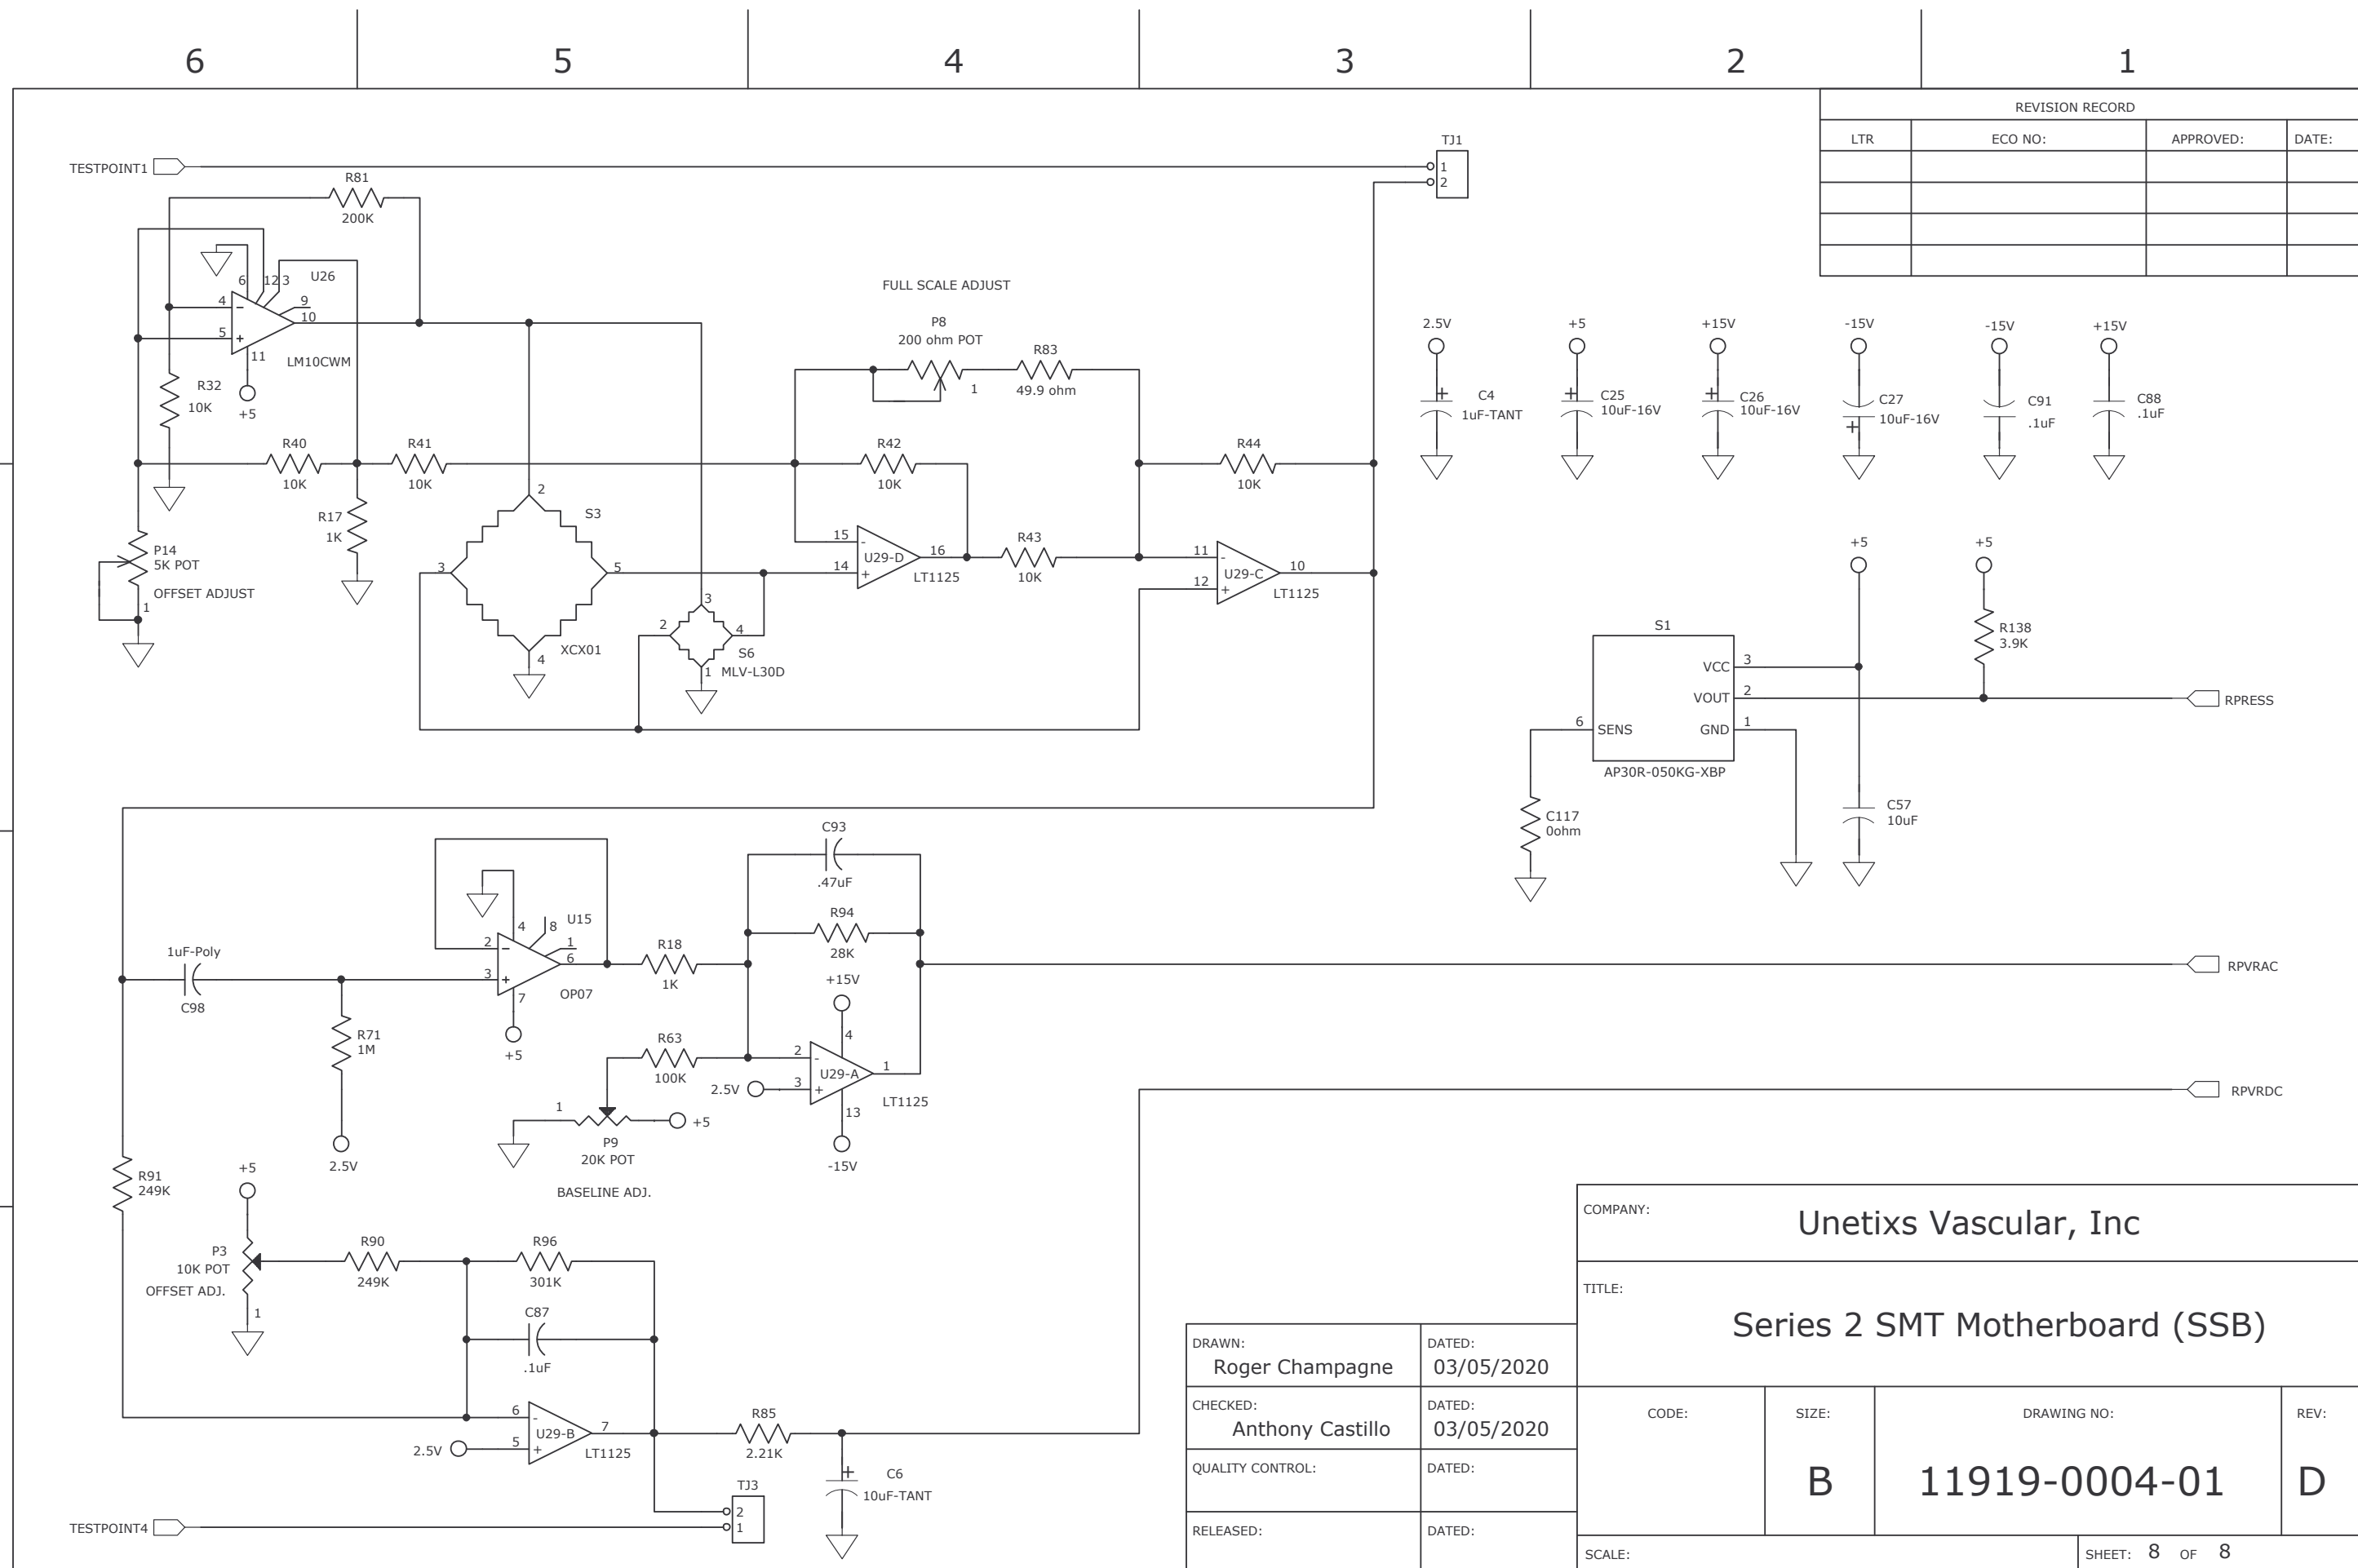 6 5 4 3 2 1
REVISION RECORD
LTR ECO NO: APPROVED: DATE:
TESTPOINT1
TJ1
1
2
R81
200K
U26
6 12 3
4 - 9
5 + 10
11
LM10CWM
+5
R32
10K
FULL SCALE ADJUST
P8
200 ohm POT
1
R83
49.9 ohm
R40
10K
R41
10K
R42
10K
R44
10K
R17
1K
P14
5K POT
OFFSET ADJUST
1
S3
2
3 5
4
XCX01
3
2 4
1
S6
MLV-L30D
15 -
14 +
U29-D
16
LT1125
R43
10K
11 -
12 +
U29-C
10
LT1125
2.5V
+
C4
1uF-TANT
+5
+
C25
10uF-16V
+15V
+
C26
10uF-16V
-15V
C27
10uF-16V
+
-15V
C91
.1uF
+15V
C88
.1uF
+5
+5
R138
3.9K
S1
VCC 3
VOUT 2
6 SENS GND 1
AP30R-050KG-XBP
RPRESS
C117
0ohm
C57
10uF
1uF-Poly
C98
R71
1M
2.5V
U15
4 8
2 - 1
3 + 6
7
OP07
+5
R18
1K
C93
.47uF
R94
28K
+15V
4
2 -
3 +
U29-A
1
LT1125
13
-15V
2.5V
R63
100K
1
+5
P9
20K POT
BASELINE ADJ.
RPVRAC
RPVRDC
R91
249K
+5
P3
10K POT
OFFSET ADJ.
1
R90
249K
R96
301K
C87
.1uF
6 -
5 +
U29-B
7
LT1125
2.5V
R85
2.21K
+
C6
10uF-TANT
TJ3
2
1
TESTPOINT4
COMPANY:
Unetixs Vascular, Inc
TITLE:
Series 2 SMT Motherboard (SSB)
DRAWN: DATED:
Roger Champagne 03/05/2020
CHECKED: DATED:
Anthony Castillo 03/05/2020
QUALITY CONTROL: DATED:
RELEASED: DATED:
CODE: SIZE: DRAWING NO: REV:
B 11919-0004-01 D
SCALE: SHEET: 8 OF 8